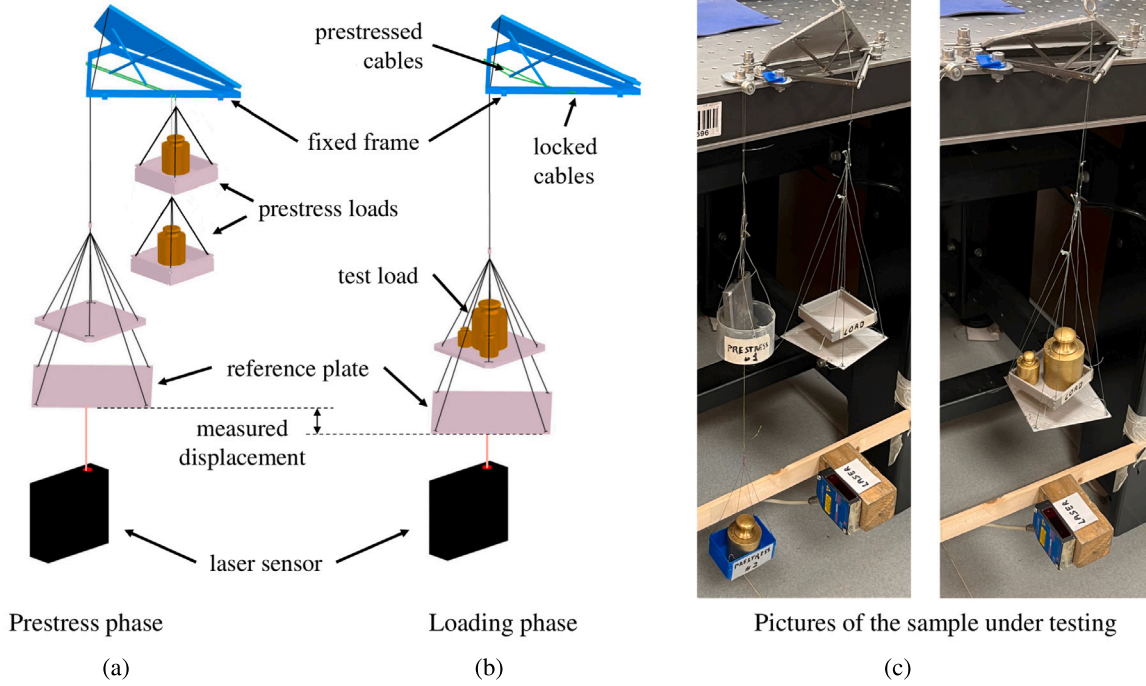 prestressed
cables
fixed frame
locked
cables
prestress loads
test load
reference plate
measured
displacement
laser sensor
Prestress phase
Loading phase
(a)
(b)
596
PRESTRESS
#1
LOAD
LASER
PRESTRESS
#2
LOAD
LASER
Pictures of the sample under testing
(c)